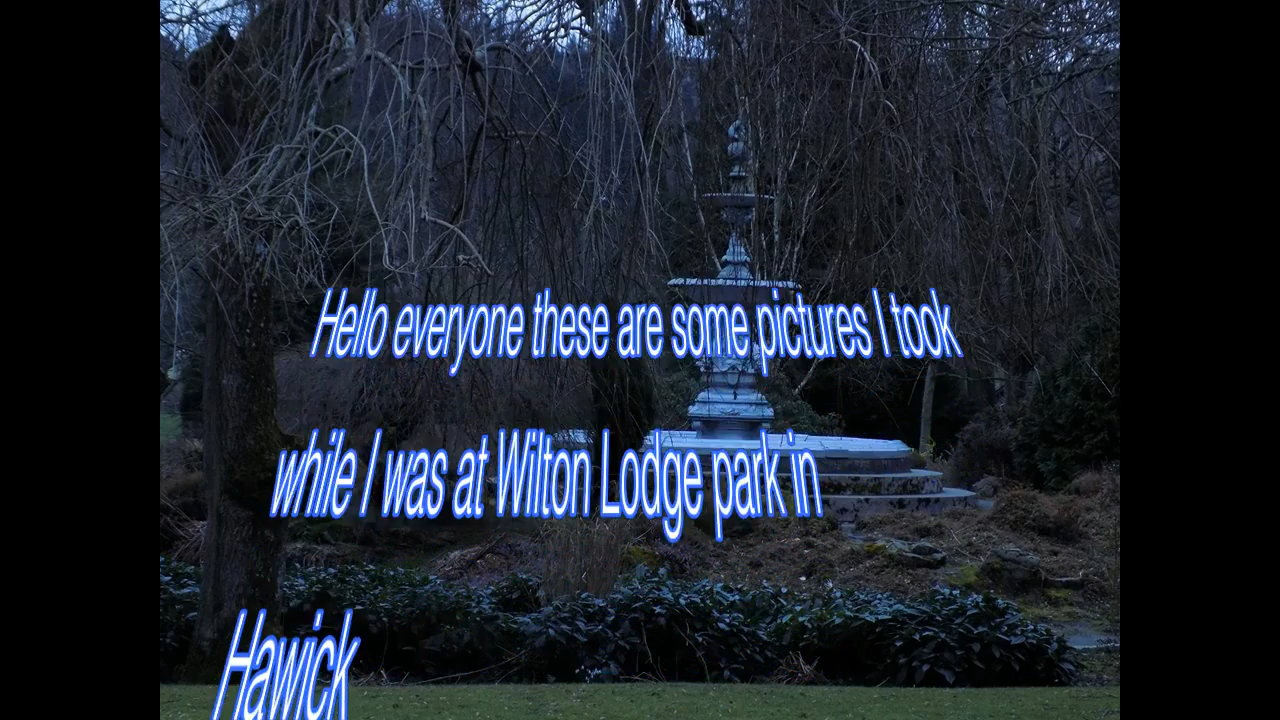 Hello everyone these are some pictures I took
while I was at Wilton Lodge park in
Hawick